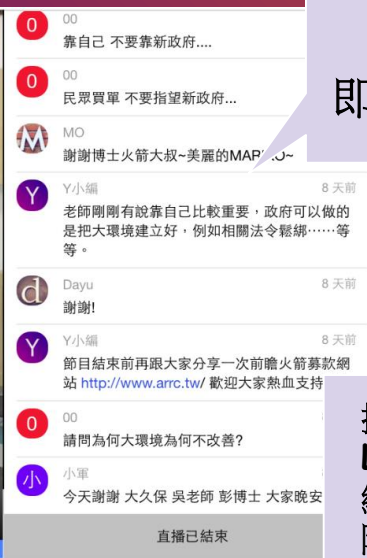 0
00
靠自己 不要靠新政府....
0
00
民眾買單 不要指望新政府...
M
MO
謝謝博士火箭大叔~美麗的MAR
Y
Y小編 8 天前
老師剛剛有說靠自己比較重要，政府可以做的
是把大環境建立好，例如相關法令鬆綁⋯⋯等
等。
d
Dayu 8 天前
謝謝!
Y
Y小編 8 天前
節目結束前再跟大家分享一次前瞻火箭募款網
站 http://www.arrc.tw/ 歡迎大家熱血支持
0
00
請問為何大環境為何不改善?
小
小軍
今天謝謝 大久保 吳老師 彭博士 大家晚安
直播已結束
即